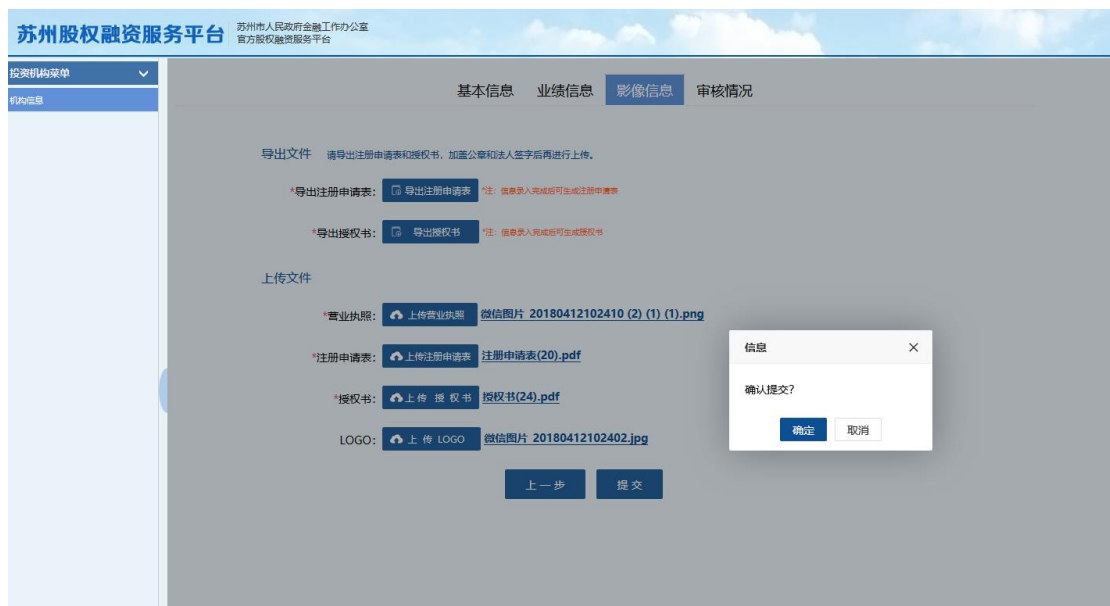 苏州股权融资服务平台
苏州市人民政府金融工作办公室
官方股权融资服务平台
投资机构菜单
机构信息
基本信息 业绩信息 影像信息 审核情况
导出文件 请导出注册申请表和授权书，加盖公章和法人签字后再进行上传。
*导出注册申请表： 导出注册申请表 *注：信息录入完成后可生成注册申请表
*导出授权书： 导出授权书 *注：信息录入完成后可生成授权书
上传文件
*营业执照： 上传营业执照 微信图片_20180412102410 (2) (1) (1).png
*注册申请表： 上传注册申请表 注册申请表(20).pdf
*授权书： 上传 授 权 书 授权书(24).pdf
LOGO： 上 传 LOGO 微信图片_20180412102402.jpg
上一步 提 交
信息
确认提交？
确定 取消